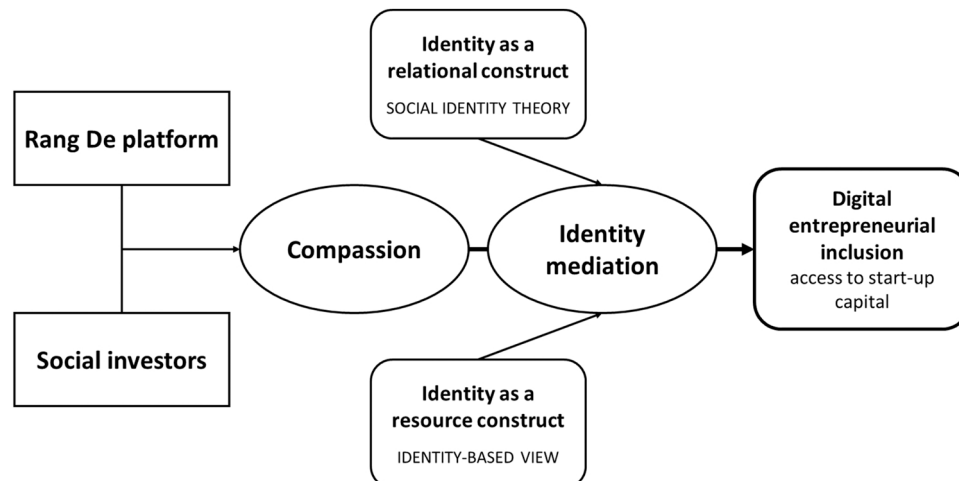 Identity as a
relational construct
SOCIAL IDENTITY THEORY
Rang De platform
Social investors
Compassion
Identity
mediation
Digital
entrepreneurial
inclusion
access to start-up
capital
Identity as a
resource construct
IDENTITY-BASED VIEW